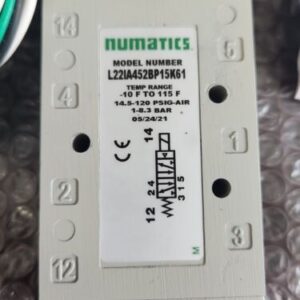 numatics
MODEL NUMBER
L22IA452BP15K61
TEMP RANGE
-10 F TO 115 F
14.5-120 PSIG-AIR
1-8.3 BAR
05/24/21
CE
14
12
2 4
3 1 5
M
14
5
1
2
3
12